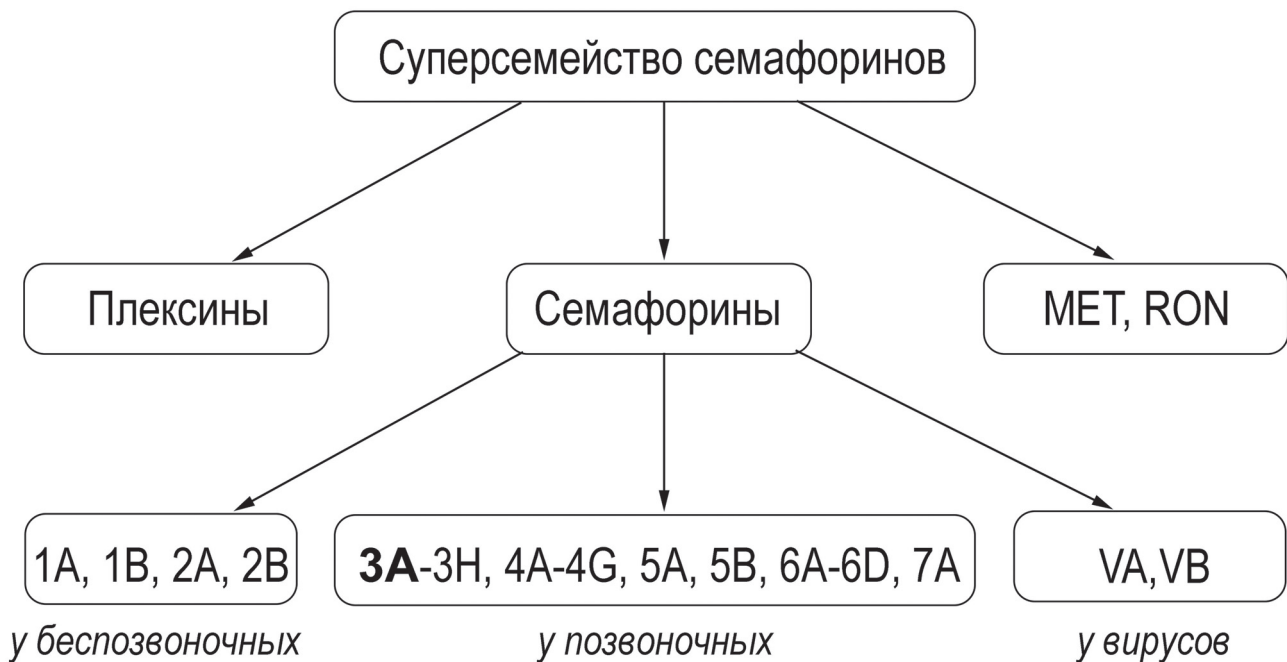 Суперсемейство семафоринов
Плексины
Семафорины
MET, RON
1A, 1B, 2A, 2B
3A-3H, 4A-4G, 5A, 5B, 6A-6D, 7A
VA,VB
у беспозвоночных
у позвоночных
у вирусов